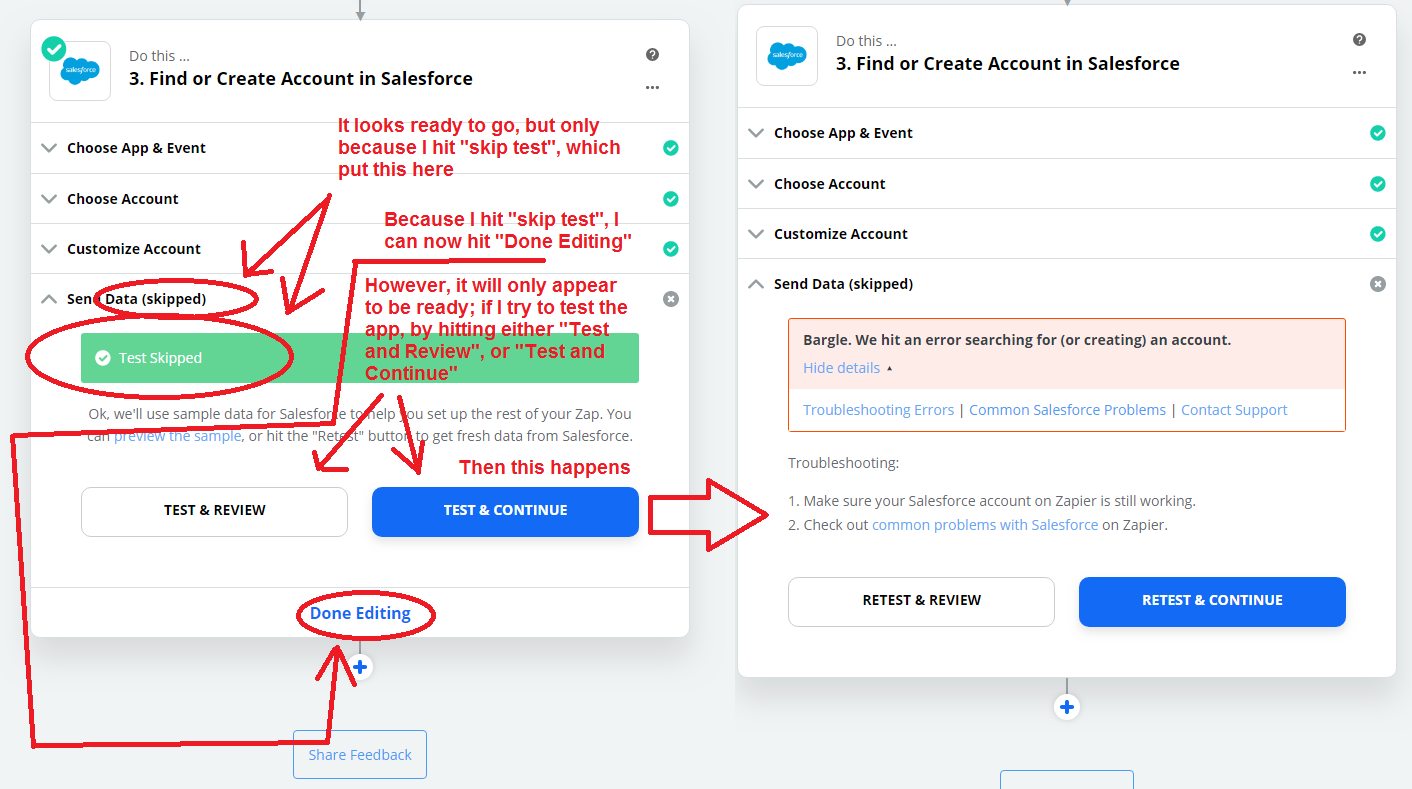 Do this ...
salesforce
3. Find or Create Account in Salesforce
It looks ready to go, but only
because I hit "skip test", which
put this here
Choose App & Event
Choose Account
Because I hit "skip test", I
can now hit "Done Editing"
Customize Account
However, it will only appear
to be ready; if I try to test the
app, by hitting either "Test
and Review", or "Test and
Continue"
Send Data (skipped)
Test Skipped
Ok, we'll use sample data for Salesforce to help you set up the rest of your Zap. You
can preview the sample, or hit the "Retest" button to get fresh data from Salesforce.
Then this happens
TEST & REVIEW
TEST & CONTINUE
Done Editing
Share Feedback
Do this ...
salesforce
3. Find or Create Account in Salesforce
Choose App & Event
Choose Account
Customize Account
Send Data (skipped)
Bargle. We hit an error searching for (or creating) an account.
Hide details
Troubleshooting Errors | Common Salesforce Problems | Contact Support
Troubleshooting:
1. Make sure your Salesforce account on Zapier is still working.
2. Check out common problems with Salesforce on Zapier.
RETEST & REVIEW
RETEST & CONTINUE